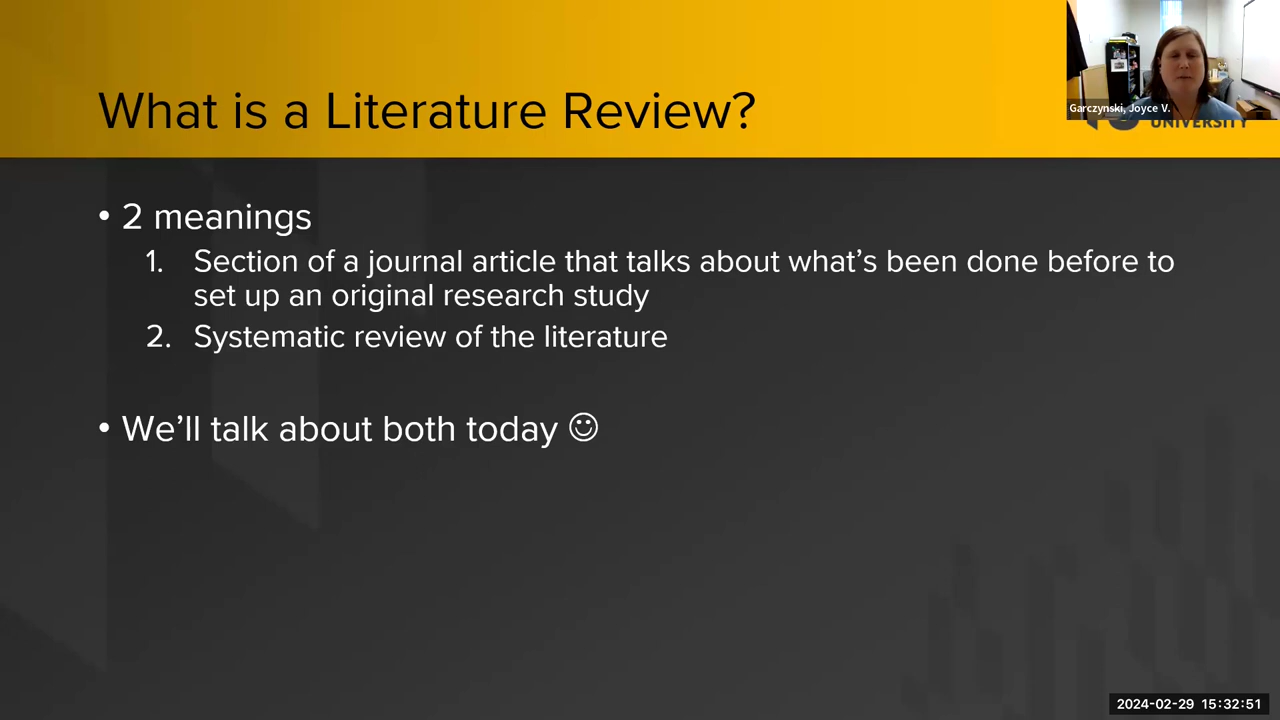 What is a Literature Review?
Garczynski, Joyce V.
UNIVERSITY
• 2 meanings
1. Section of a journal article that talks about what’s been done before to
set up an original research study
2. Systematic review of the literature
• We’ll talk about both today ☺
2024-02-29 15:32:51